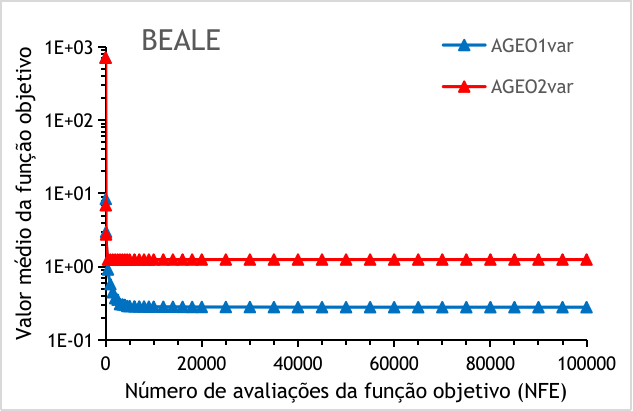 BEALE
AGEO1var
AGEO2var
Valor médio da função objetivo
1E+03
1E+02
1E+01
1E+00
1E-01
0 20000 40000 60000 80000 100000
Número de avaliações da função objetivo (NFE)